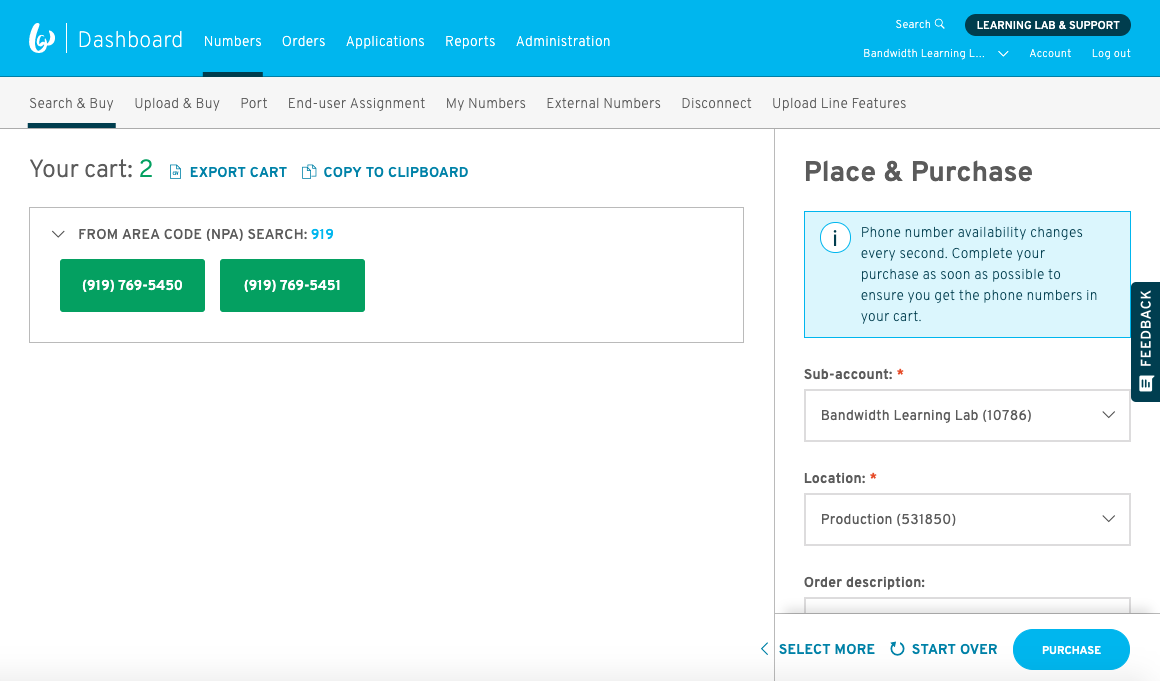 Dashboard
Numbers Orders Applications Reports Administration
Search
LEARNING LAB & SUPPORT
Bandwidth Learning L... Account Log out
Search & Buy Upload & Buy Port End-user Assignment My Numbers External Numbers Disconnect Upload Line Features
Your cart: 2 EXPORT CART COPY TO CLIPBOARD
FROM AREA CODE (NPA) SEARCH: 919
(919) 769-5450 (919) 769-5451
Place & Purchase
Phone number availability changes
every second. Complete your
purchase as soon as possible to
ensure you get the phone numbers in
your cart.
FEEDBACK
Sub-account: *
Bandwidth Learning Lab (10786)
Location: *
Production (531850)
Order description:
SELECT MORE START OVER PURCHASE